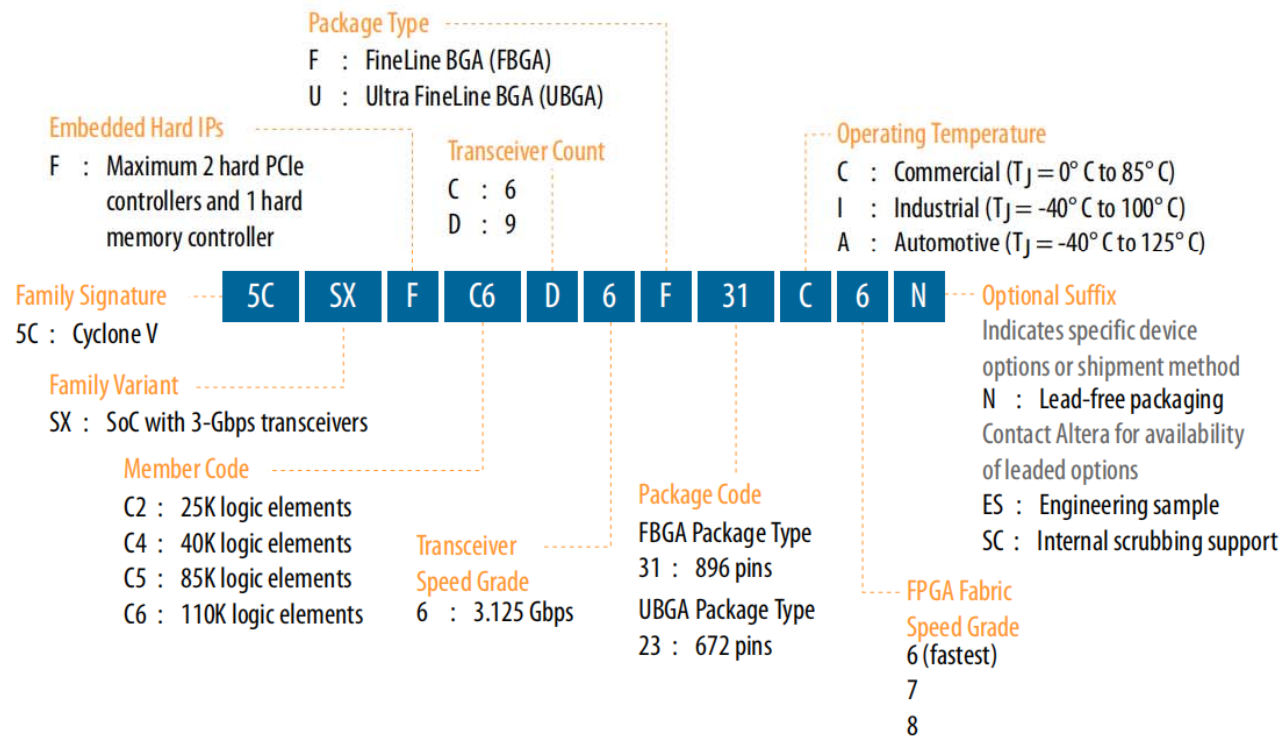 Package Type
F : FineLine BGA (FBGA)
U : Ultra FineLine BGA (UBGA)
Embedded Hard IPs
F : Maximum 2 hard PCIe
controllers and 1 hard
memory controller
Transceiver Count
C : 6
D : 9
Operating Temperature
C : Commercial (TJ = 0° C to 85° C)
I : Industrial (TJ = -40° C to 100° C)
A : Automotive (TJ = -40° C to 125° C)
5C SX F C6 D 6 F 31 C 6 N
Family Signature
5C : Cyclone V
Family Variant
SX : SoC with 3-Gbps transceivers
Member Code
C2 : 25K logic elements
C4 : 40K logic elements
C5 : 85K logic elements
C6 : 110K logic elements
Transceiver
Speed Grade
6 : 3.125 Gbps
Package Code
FBGA Package Type
31 : 896 pins
UBGA Package Type
23 : 672 pins
FPGA Fabric
Speed Grade
6 (fastest)
7
8
Optional Suffix
Indicates specific device
options or shipment method
N : Lead-free packaging
Contact Altera for availability
of leaded options
ES : Engineering sample
SC : Internal scrubbing support